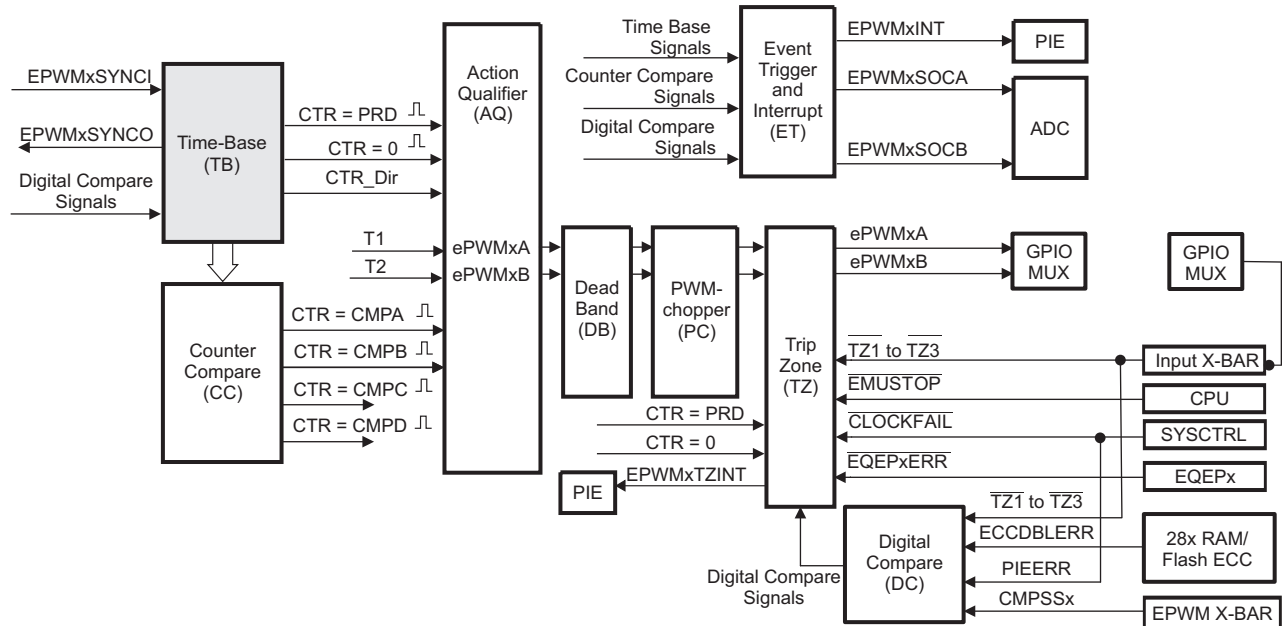 EPWMxSYNCI
EPWMxSYNCO
Digital Compare
Signals
Time-Base
(TB)
CTR = PRD
CTR = 0
CTR_Dir
T1
T2
Counter
Compare
(CC)
CTR = CMPA
CTR = CMPB
CTR = CMPC
CTR = CMPD
Action
Qualifier
(AQ)
ePWMxA
ePWMxB
Time Base
Signals
Counter Compare
Signals
Digital Compare
Signals
Event
Trigger
and
Interrupt
(ET)
EPWMxINT
EPWMxSOCA
EPWMxSOCB
PIE
ADC
Dead
Band
(DB)
PWM-
chopper
(PC)
Trip
Zone
(TZ)
ePWMxA
ePWMxB
GPIO
MUX
GPIO
MUX
TZ1 to TZ3
EMUSTOP
CLOCKFAIL
EQEPxERR
Input X-BAR
CPU
SYSCTRL
EQEPx
CTR = PRD
CTR = 0
EPWMxTZINT
PIE
Digital Compare
Signals
Digital
Compare
(DC)
TZ1 to TZ3
ECCDBLERR
PIEERR
CMPSSx
28x RAM/
Flash ECC
EPWM X-BAR